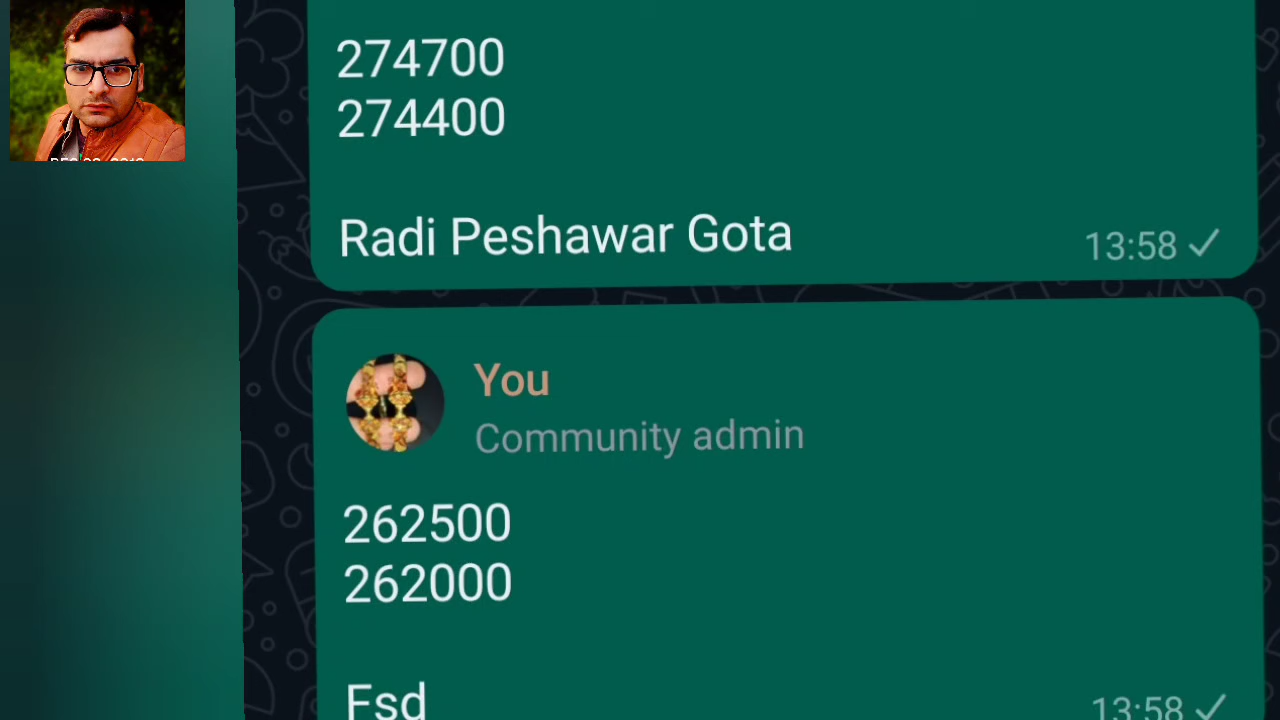 274700
274400
Radi Peshawar Gota
13:58
You
Community admin
262500
262000
Fsd
13:58